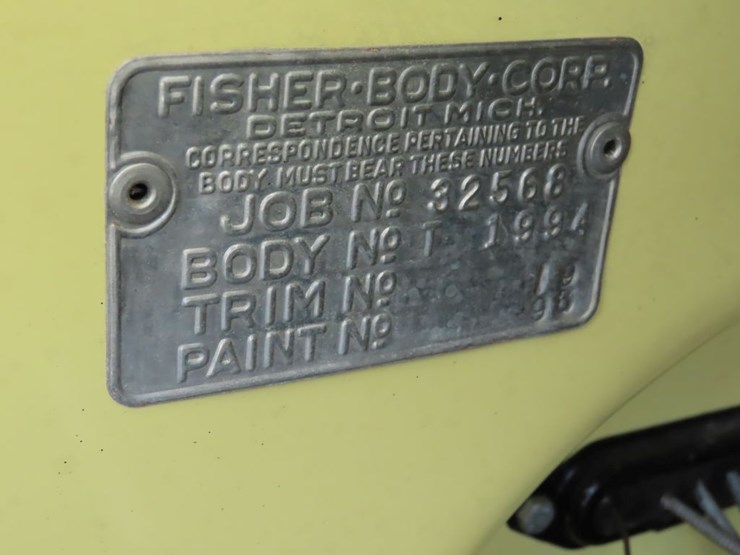 FISHER·BODY·CORP.
DETROIT MICH.
CORRESPONDENCE PERTAINING TO THE
BODY MUST BEAR THESE NUMBERS
JOB Nº 32568
BODY Nº T 1994
TRIM Nº
PAINT Nº